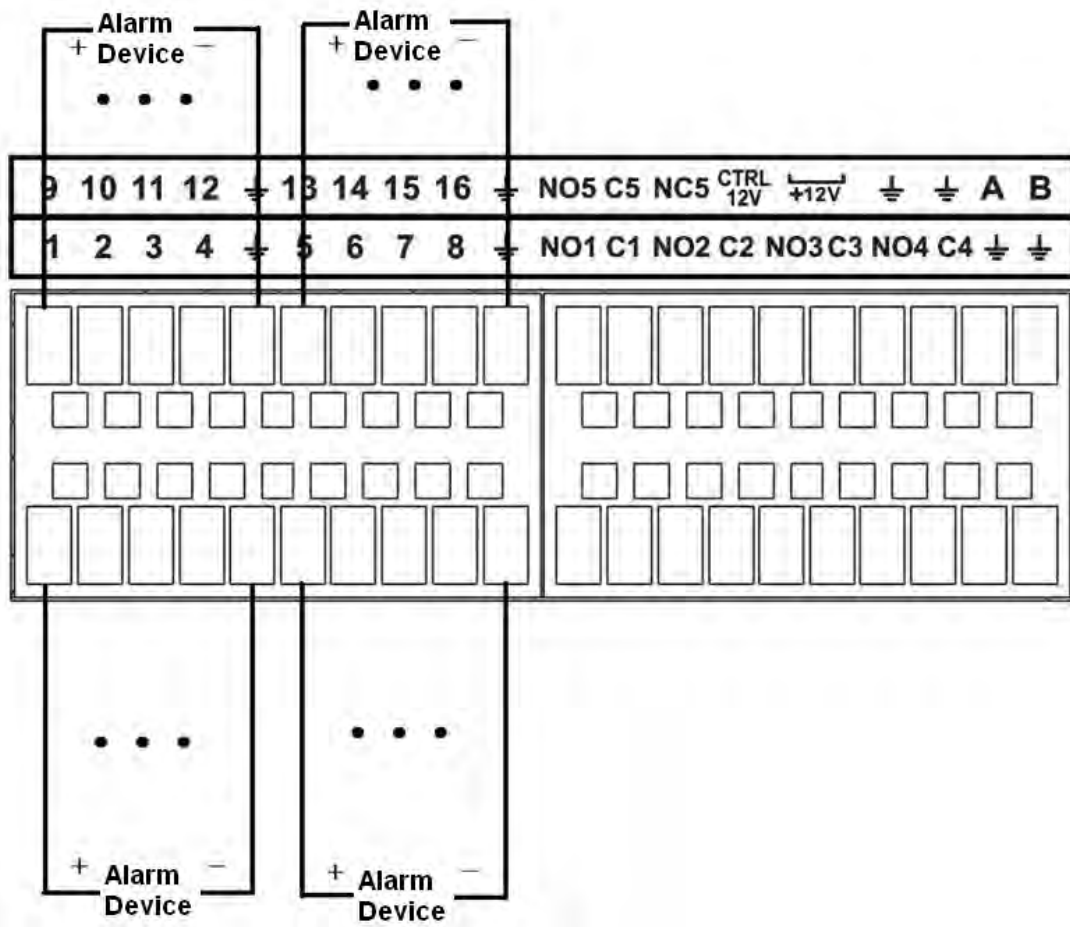 Alarm Device
+ −
Alarm Device
+ −
9 10 11 12 ⏚ 13 14 15 16 ⏚ NO5 C5 NC5 CTRL 12V +12V ⏚ ⏚ A B
1 2 3 4 ⏚ 5 6 7 8 ⏚ NO1 C1 NO2 C2 NO3 C3 NO4 C4 ⏚ ⏚
+ −
Alarm
Device
+ −
Alarm
Device